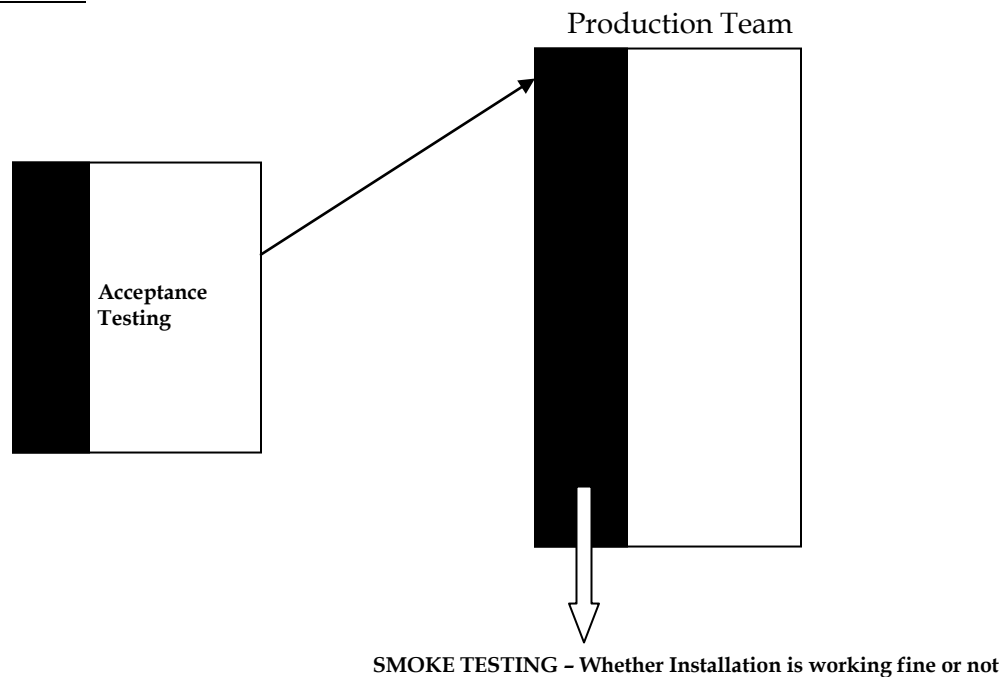 Production Team
Acceptance
Testing
SMOKE TESTING – Whether Installation is working fine or not